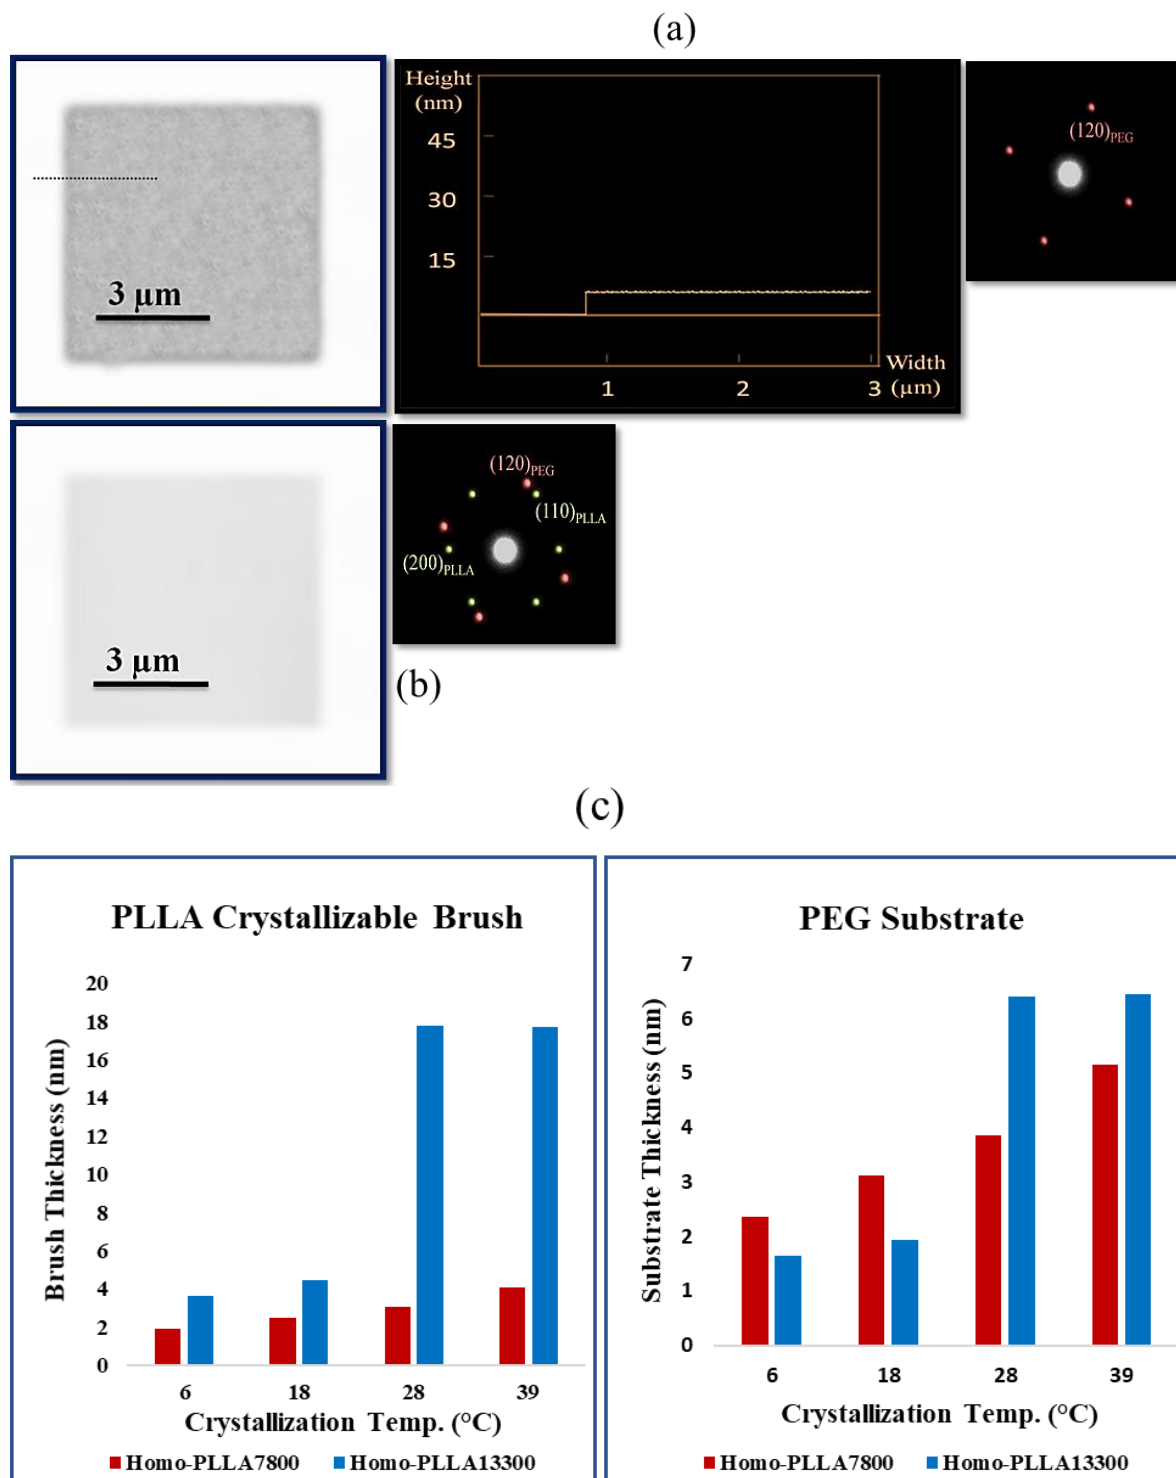 (a)
3 μm
Height
(nm)
45
30
15
1
2
3
Width
(μm)
(120)PEG
3 μm
(120)PEG
(110)PLLA
(200)PLLA
(b)
(c)
PLLA Crystallizable Brush
Brush Thickness (nm)
20
18
16
14
12
10
8
6
4
2
0
6 18 28 39
Crystallization Temp. (°C)
Homo-PLLA7800 Homo-PLLA13300
PEG Substrate
Substrate Thickness (nm)
7
6
5
4
3
2
1
0
6 18 28 39
Crystallization Temp. (°C)
Homo-PLLA7800 Homo-PLLA13300